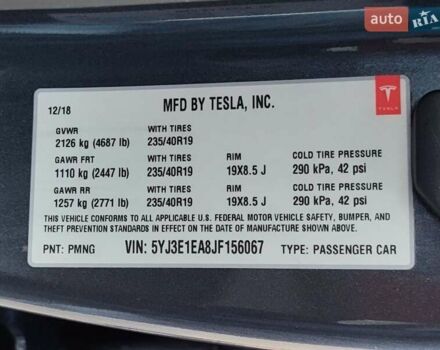 auto RIA
12/18 MFD BY TESLA, INC.
GVWR WITH TIRES
2126 kg (4687 lb) 235/40R19
GAWR FRT WITH TIRES RIM COLD TIRE PRESSURE
1110 kg (2447 lb) 235/40R19 19X8.5 J 290 kPa, 42 psi
GAWR RR WITH TIRES RIM COLD TIRE PRESSURE
1257 kg (2771 lb) 235/40R19 19X8.5 J 290 kPa, 42 psi
THIS VEHICLE CONFORMS TO ALL APPLICABLE U.S. FEDERAL MOTOR VEHICLE SAFETY, BUMPER, AND
THEFT PREVENTION STANDARDS IN EFFECT ON THE DATE OF MANUFACTURE SHOWN ABOVE.
PNT: PMNG VIN: 5YJ3E1EA8JF156067 TYPE: PASSENGER CAR